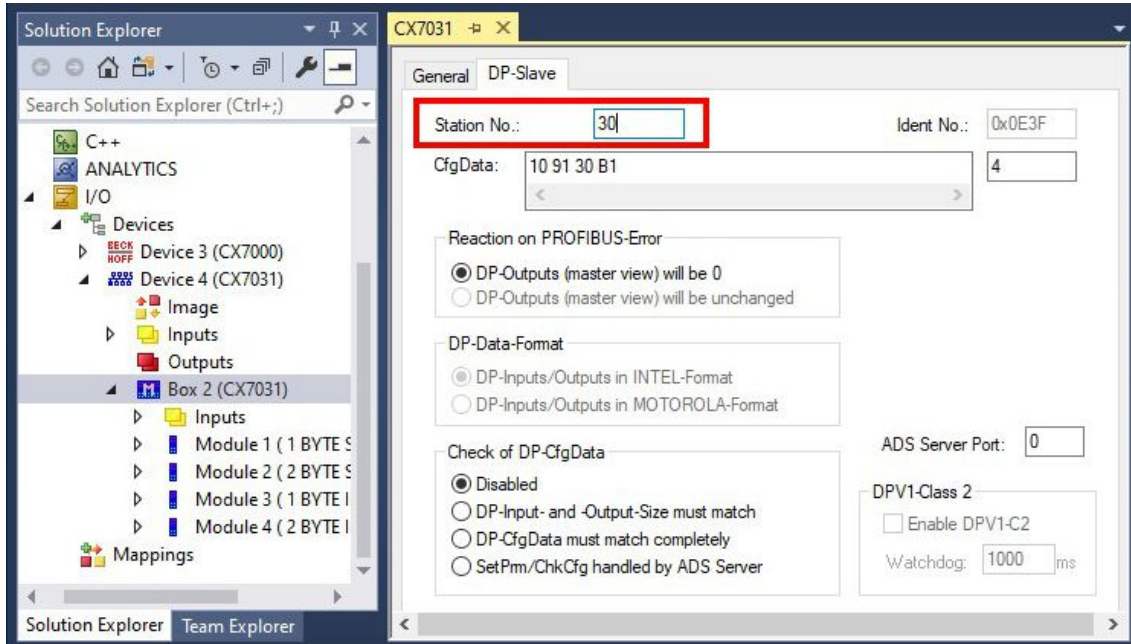 Solution Explorer
Search Solution Explorer (Ctrl+;)
C++
ANALYTICS
I/O
Devices
BECK
HOFF
Device 3 (CX7000)
Device 4 (CX7031)
Image
Inputs
Outputs
Box 2 (CX7031)
Inputs
Module 1 ( 1 BYTE S
Module 2 ( 2 BYTE S
Module 3 ( 1 BYTE I
Module 4 ( 2 BYTE I
Mappings
Solution Explorer Team Explorer
CX7031
General DP-Slave
Station No.: 30 Ident No.: 0x0E3F
CfgData: 10 91 30 B1 4
Reaction on PROFIBUS-Error
DP-Outputs (master view) will be 0
DP-Outputs (master view) will be unchanged
DP-Data-Format
DP-Inputs/Outputs in INTEL-Format
DP-Inputs/Outputs in MOTOROLA-Format
Check of DP-CfgData
Disabled
DP-Input- and -Output-Size must match
DP-CfgData must match completely
SetPrm/ChkCfg handled by ADS Server
ADS Server Port: 0
DPV1-Class 2
Enable DPV1-C2
Watchdog: 1000 ms